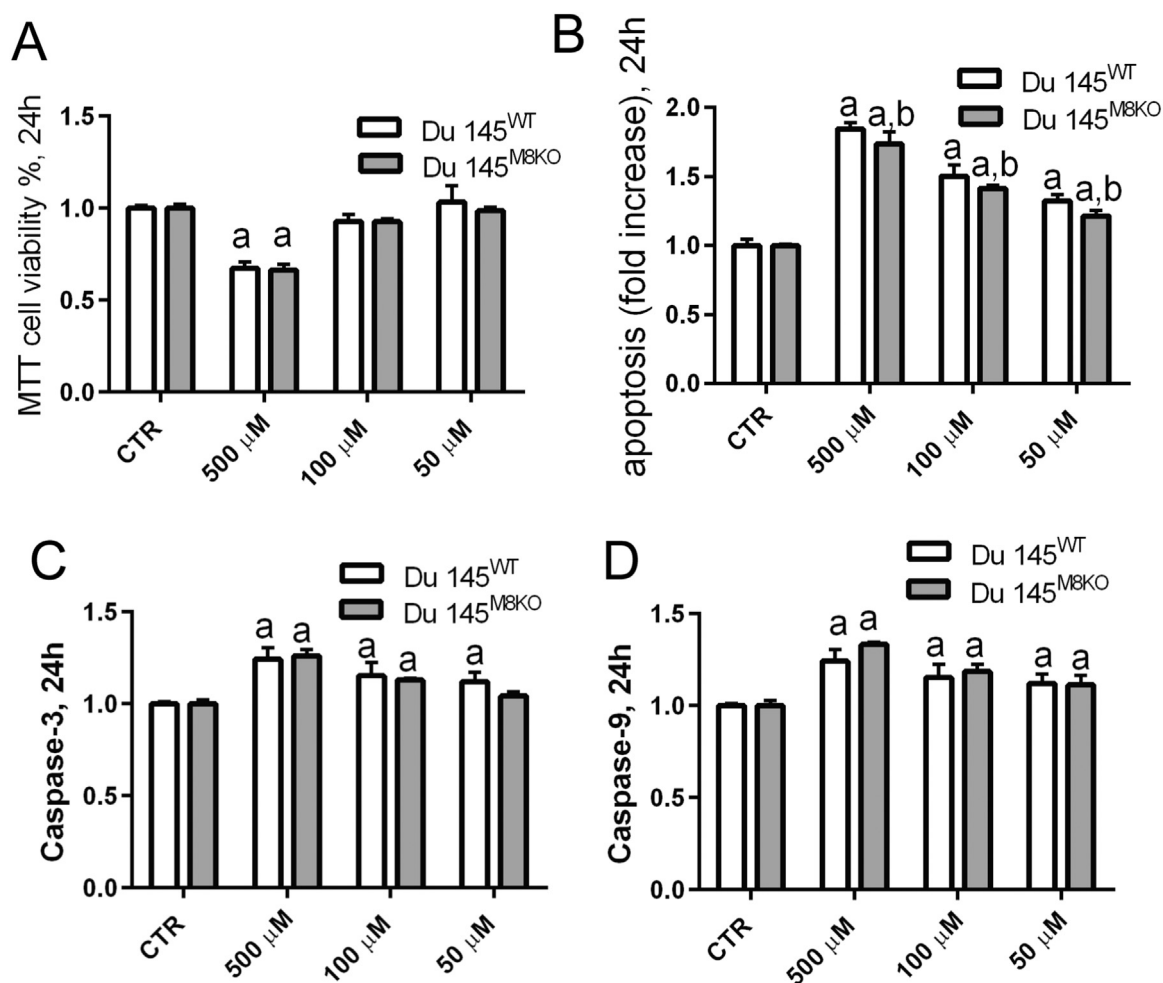 A
MTT cell viability %, 24h
1.5
1.0
0.5
0.0
Du 145WT
Du 145M8KO
a a
CTR
500 μM
100 μM
50 μM
B
apoptosis (fold increase), 24h
2.0
1.5
1.0
0.5
0.0
Du 145WT
Du 145M8KO
a a,b
a a,b
a a,b
CTR
500 μM
100 μM
50 μM
C
Caspase-3, 24h
1.5
1.0
0.5
0.0
Du 145WT
Du 145M8KO
a a
a a
a
CTR
500 μM
100 μM
50 μM
D
Caspase-9, 24h
1.5
1.0
0.5
0.0
Du 145WT
Du 145M8KO
a a
a a
a a
CTR
500 μM
100 μM
50 μM